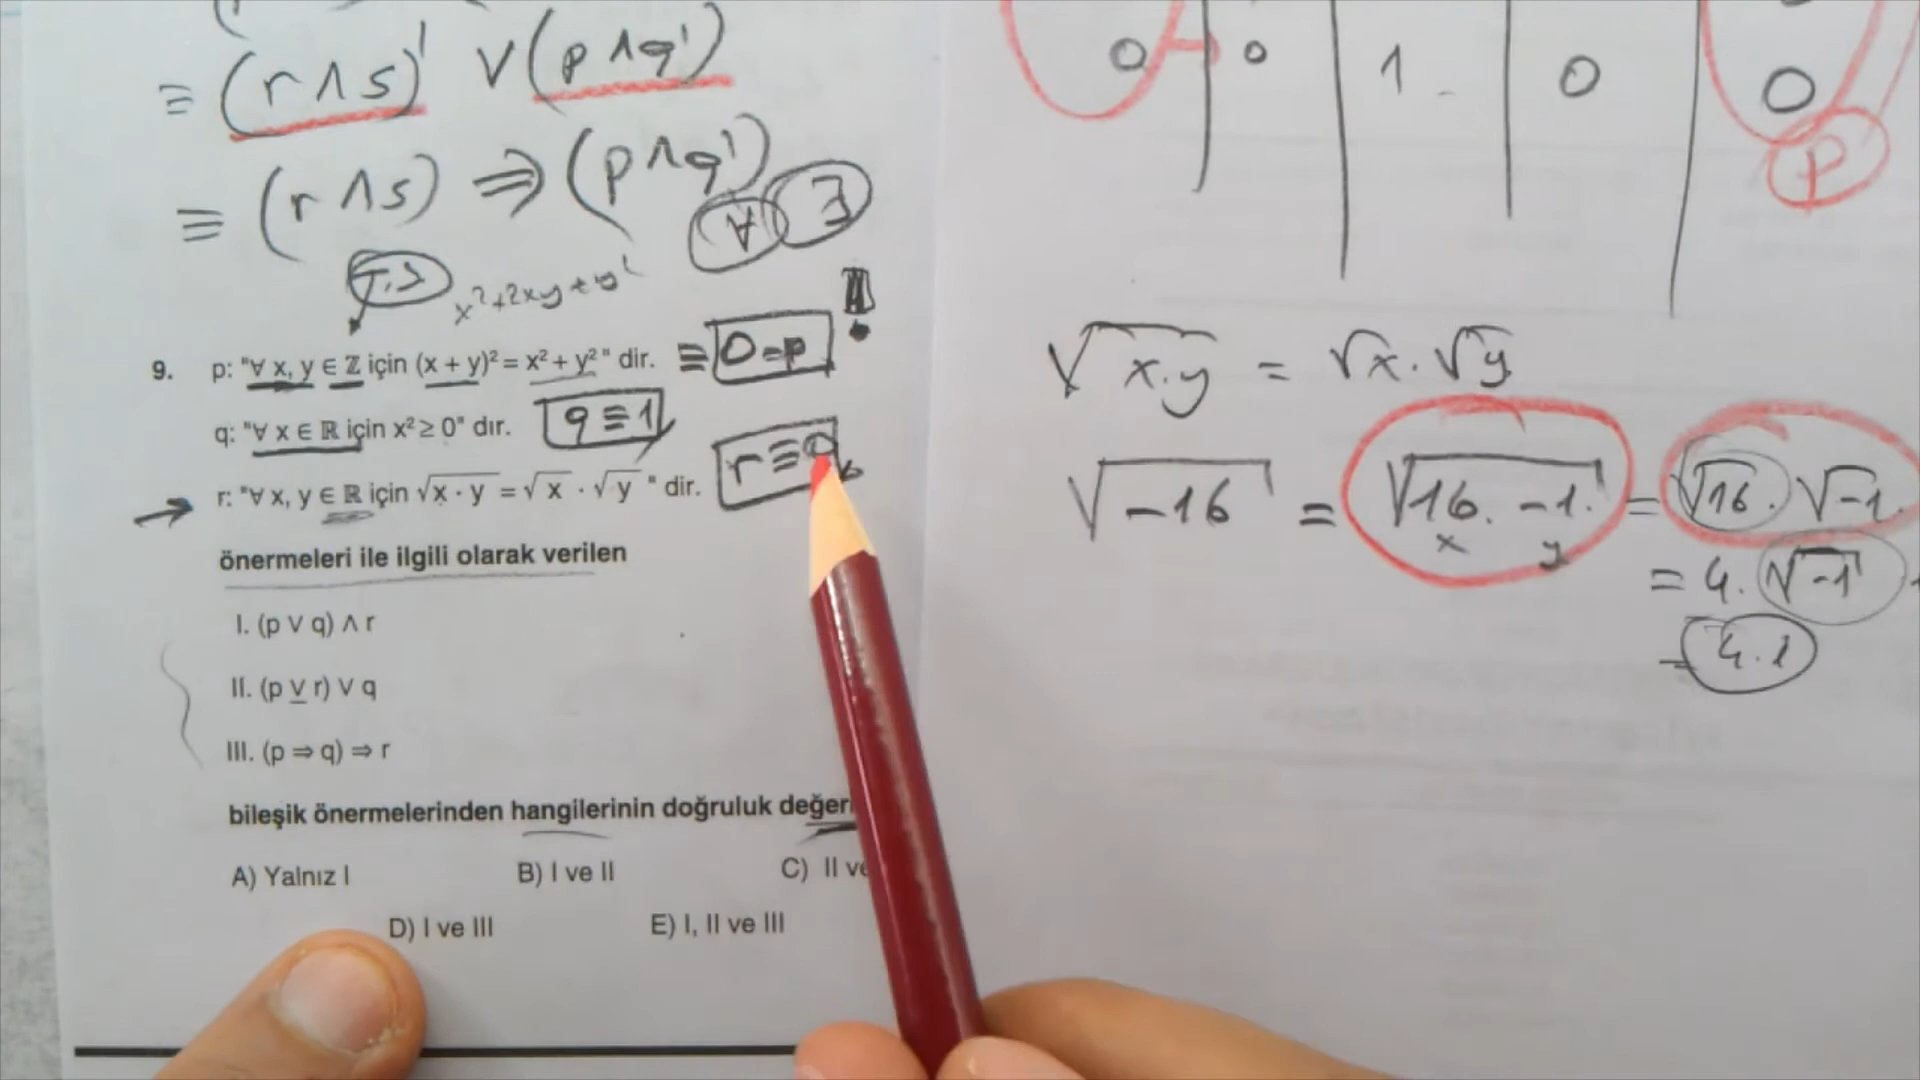 ≡ (r ∧ s)' ∨ (p ∧ q')
≡ (r ∧ s) ⇒ (p ∧ q')
∀ ∃
T.S
x² + 2xy + y²
9. p: "∀ x, y ∈ ℤ için (x + y)² = x² + y² " dir. ≡ 0 = p !
q: "∀ x ∈ ℝ için x² ≥ 0" dır. q ≡ 1
r: "∀ x, y ∈ ℝ için √x · y = √x · √y " dir. r ≡ 0
önermeleri ile ilgili olarak verilen
I. (p ∨ q) ∧ r
II. (p ⊻ r) ∨ q
III. (p ⇒ q) ⇒ r
bileşik önermelerinden hangilerinin doğruluk değeri
A) Yalnız I B) I ve II C) II ve
D) I ve III E) I, II ve III
0 0 1 0 0
P
√x.y = √x . √y
√-16 = √16. -1. = √16. √-1.
x y
= 4. √-1
= 4.i